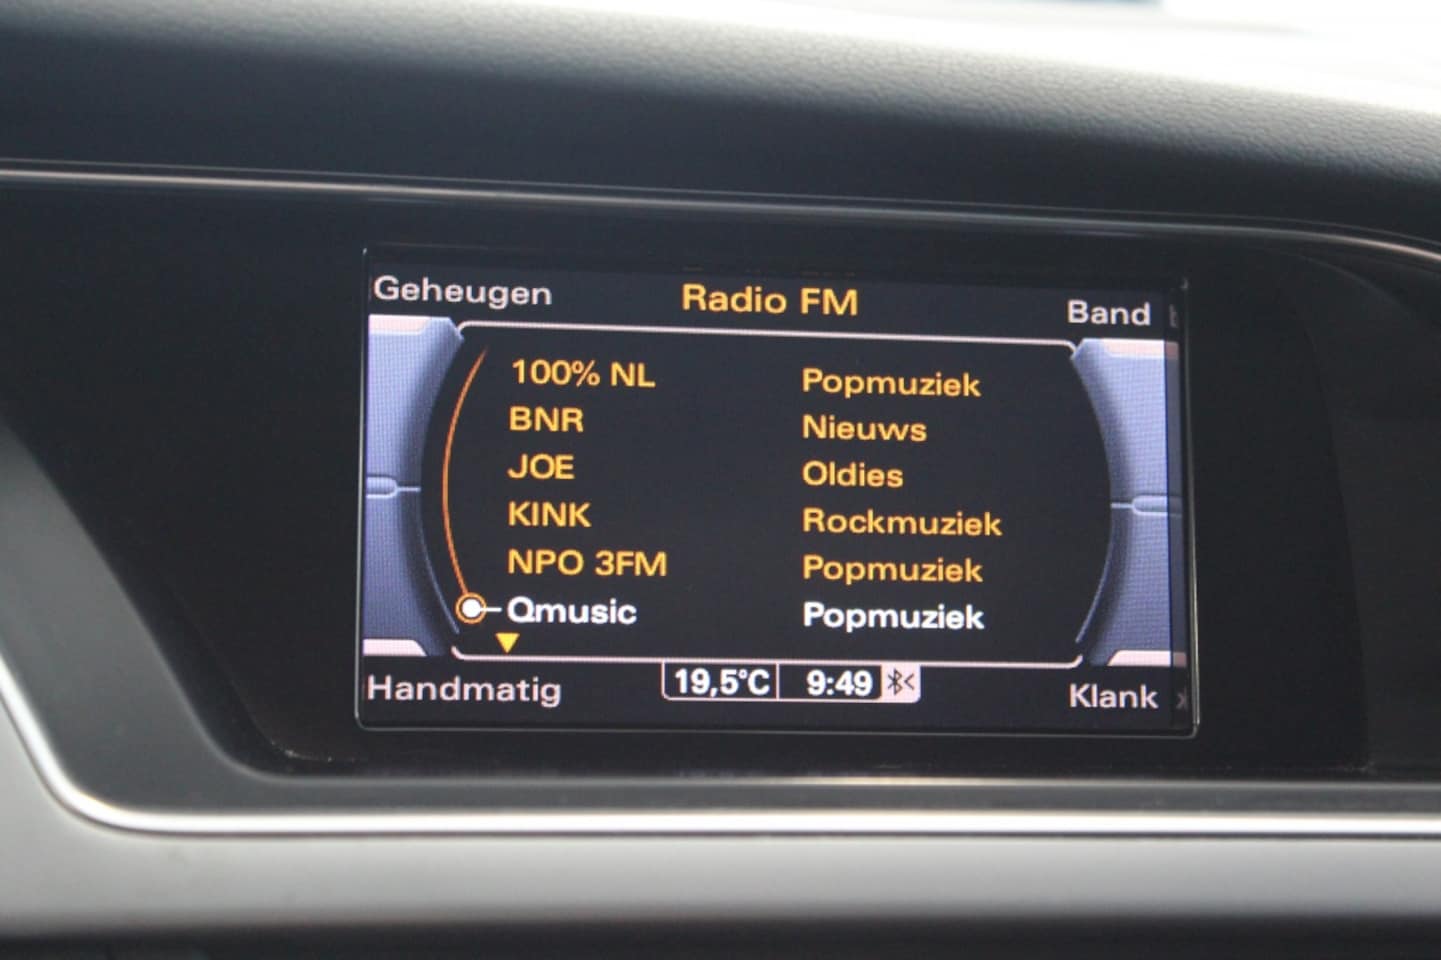 Geheugen Radio FM Band
100% NL Popmuziek
BNR Nieuws
JOE Oldies
KINK Rockmuziek
NPO 3FM Popmuziek
Qmusic Popmuziek
Handmatig 19,5°C 9:49 Klank